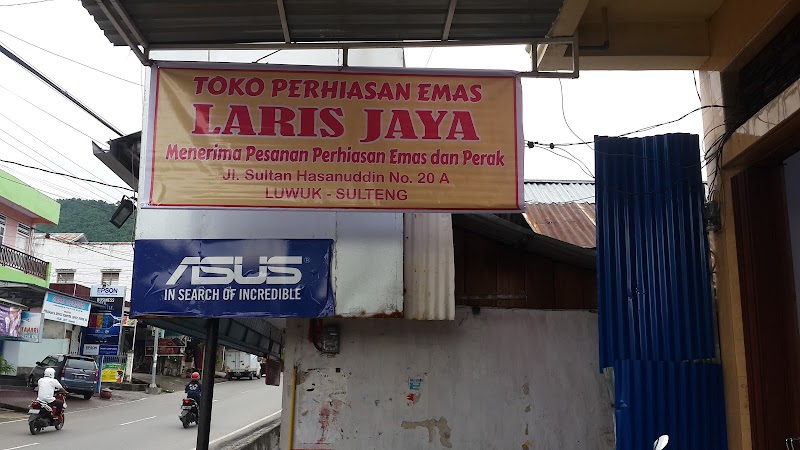 TOKO PERHIASAN EMAS
LARIS JAYA
Menerima Pesanan Perhiasan Emas dan Perak
Jl. Sultan Hasanuddin No. 20 A
LUWUK - SULTENG
ASUS
IN SEARCH OF INCREDIBLE
EPSON
BUSINESS